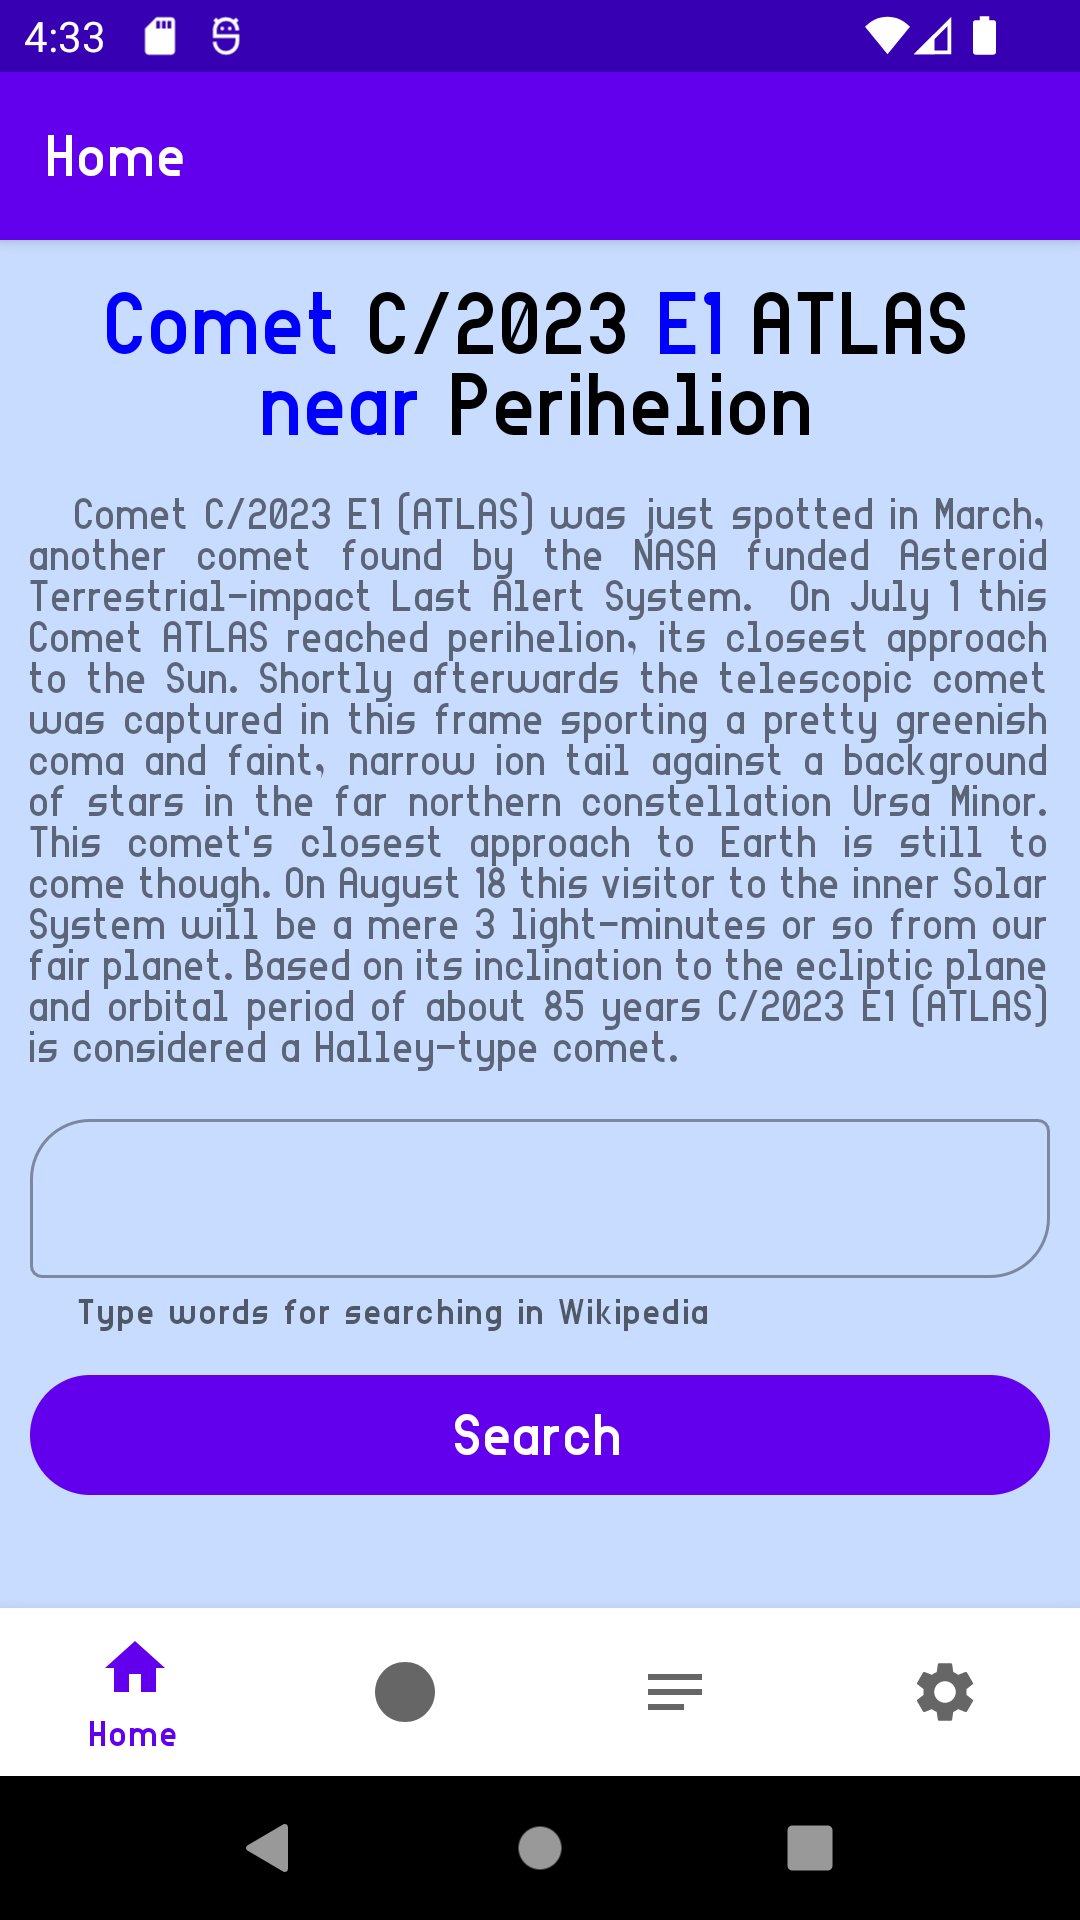 4:33
Home
Comet C/2023 E1 ATLAS
near Perihelion
Comet C/2023 E1 (ATLAS) was just spotted in March,
another comet found by the NASA funded Asteroid
Terrestrial-impact Last Alert System.  On July 1 this
Comet ATLAS reached perihelion, its closest approach
to the Sun. Shortly afterwards the telescopic comet
was captured in this frame sporting a pretty greenish
coma and faint, narrow ion tail against a background
of stars in the far northern constellation Ursa Minor.
This comet's closest approach to Earth is still to
come though. On August 18 this visitor to the inner Solar
System will be a mere 3 light-minutes or so from our
fair planet. Based on its inclination to the ecliptic plane
and orbital period of about 85 years C/2023 E1 (ATLAS)
is considered a Halley-type comet.
Type words for searching in Wikipedia
Search
Home